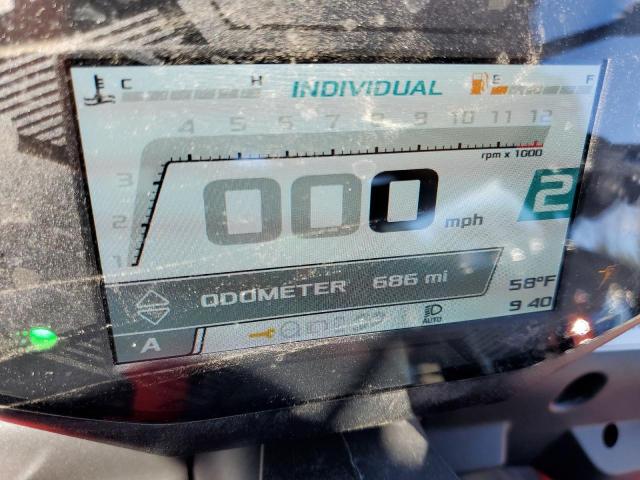 C H INDIVIDUAL E F
4 5 6 7 8 9 10 11 12
rpm x 1000
3
2
1
000 mph 2
ODOMETER 686 mi 58°F
A AUTO 9 40